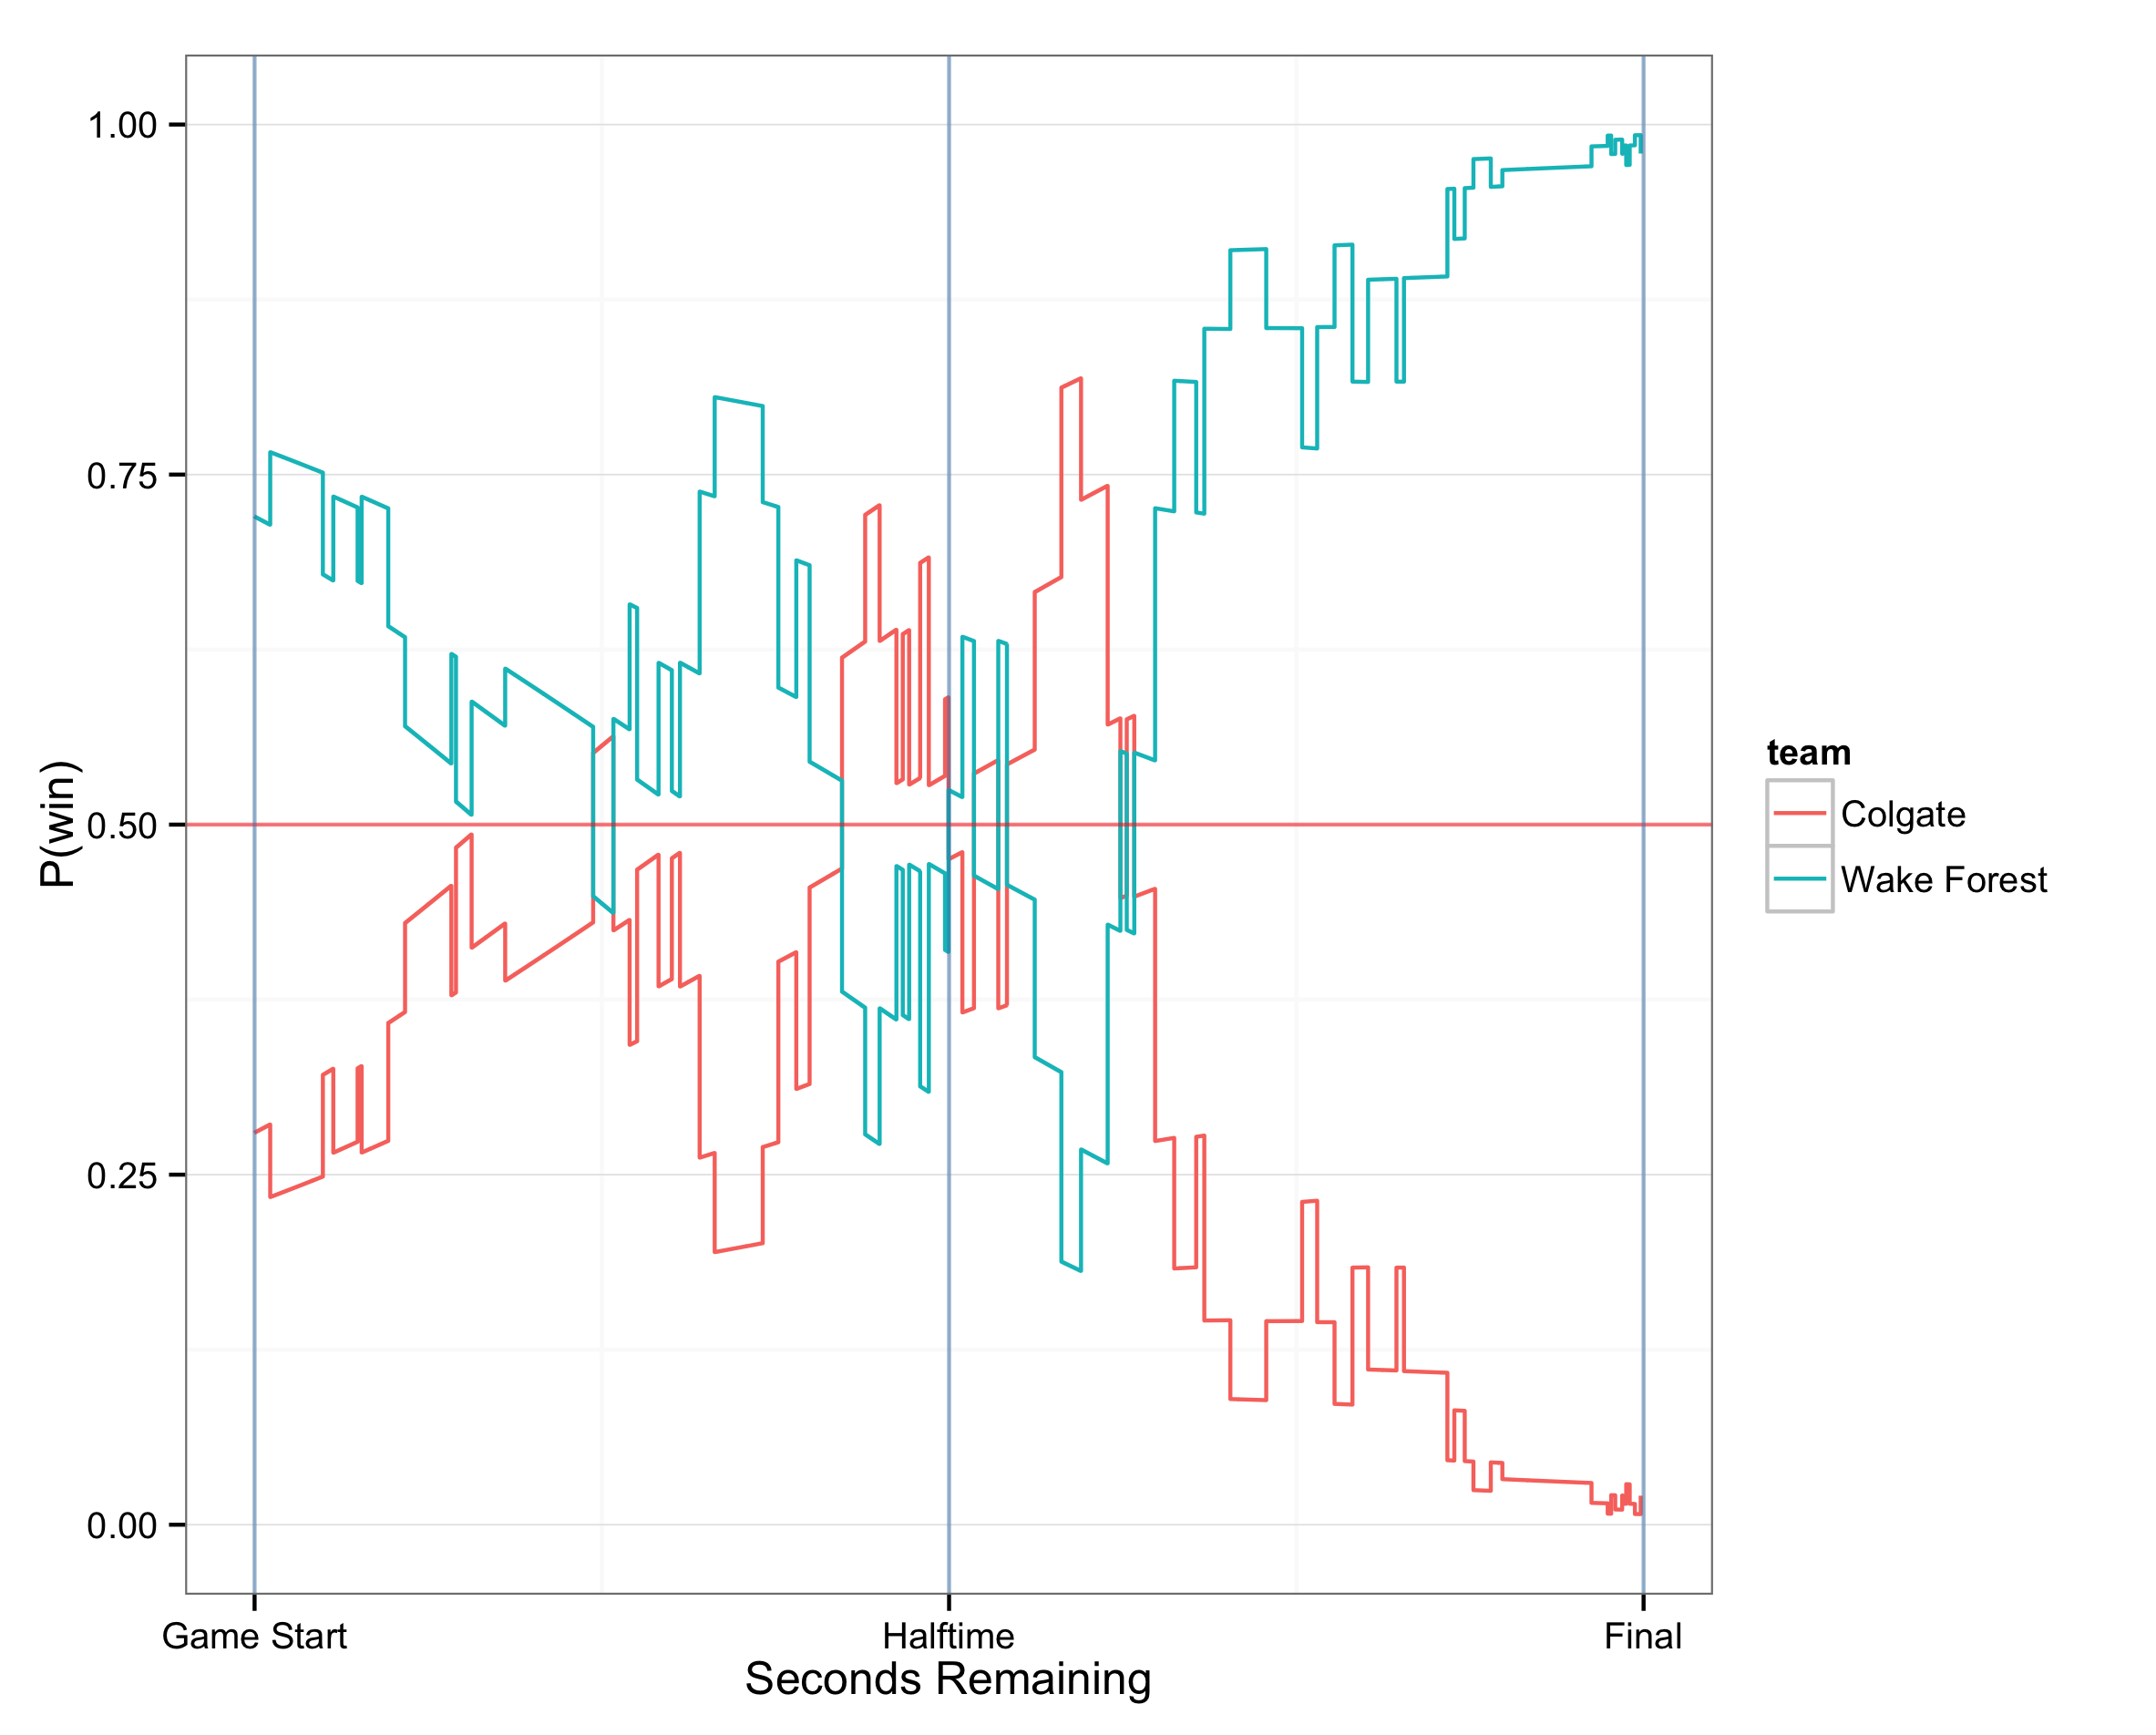 1.00
0.75
0.50
0.25
0.00
P(win)
Game Start
Halftime
Final
Seconds Remaining
team
Colgate
Wake Forest